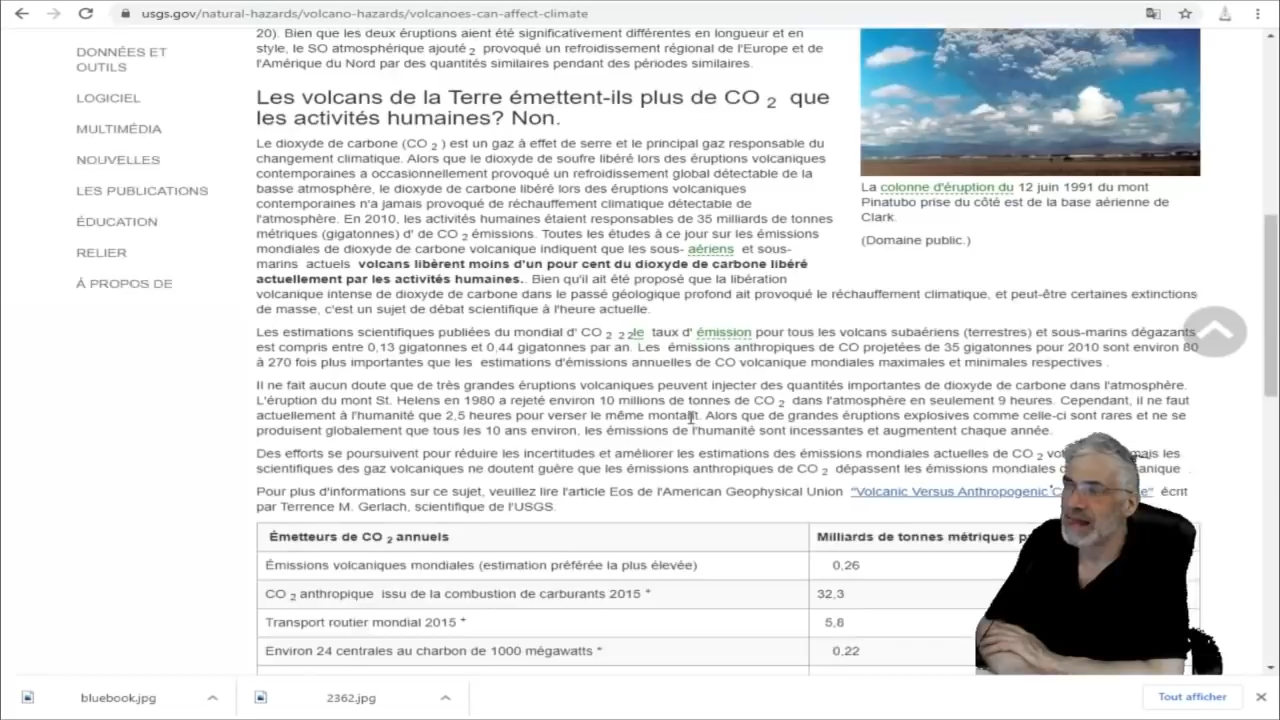 usgs.gov/natural-hazards/volcano-hazards/volcanoes-can-affect-climate
DONNÉES ET
OUTILS
LOGICIEL
MULTIMÉDIA
NOUVELLES
LES PUBLICATIONS
ÉDUCATION
RELIER
À PROPOS DE
20). Bien que les deux éruptions aient été significativement différentes en longueur et en
style, le SO atmosphérique ajouté 2 provoqué un refroidissement régional de l'Europe et de
l'Amérique du Nord par des quantités similaires pendant des périodes similaires.
Les volcans de la Terre émettent-ils plus de CO 2 que
les activités humaines? Non.
Le dioxyde de carbone (CO 2 ) est un gaz à effet de serre et le principal gaz responsable du
changement climatique. Alors que le dioxyde de soufre libéré lors des éruptions volcaniques
contemporaines a occasionnellement provoqué un refroidissement global détectable de la
basse atmosphère, le dioxyde de carbone libéré lors des éruptions volcaniques
contemporaines n'a jamais provoqué de réchauffement climatique détectable de
l'atmosphère. En 2010, les activités humaines étaient responsables de 35 milliards de tonnes
métriques (gigatonnes) d' de CO 2 émissions. Toutes les études à ce jour sur les émissions
mondiales de dioxyde de carbone volcanique indiquent que les sous- aériens et sous-
marins actuels volcans libèrent moins d'un pour cent du dioxyde de carbone libéré
actuellement par les activités humaines.. Bien qu'il ait été proposé que la libération
volcanique intense de dioxyde de carbone dans le passé géologique profond ait provoqué le réchauffement climatique, et peut-être certaines extinctions
de masse, c'est un sujet de débat scientifique à l'heure actuelle.
La colonne d'éruption du 12 juin 1991 du mont
Pinatubo prise du côté est de la base aérienne de
Clark.
(Domaine public.)
Les estimations scientifiques publiées du mondial d' CO 2 2 2le taux d' émission pour tous les volcans subaériens (terrestres) et sous-marins dégazants
est compris entre 0,13 gigatonnes et 0,44 gigatonnes par an. Les émissions anthropiques de CO projetées de 35 gigatonnes pour 2010 sont environ 80
à 270 fois plus importantes que les estimations d'émissions annuelles de CO volcanique mondiales maximales et minimales respectives .
Il ne fait aucun doute que de très grandes éruptions volcaniques peuvent injecter des quantités importantes de dioxyde de carbone dans l'atmosphère.
L'éruption du mont St. Helens en 1980 a rejeté environ 10 millions de tonnes de CO 2 dans l'atmosphère en seulement 9 heures. Cependant, il ne faut
actuellement à l'humanité que 2,5 heures pour verser le même montant. Alors que de grandes éruptions explosives comme celle-ci sont rares et ne se
produisent globalement que tous les 10 ans environ, les émissions de l'humanité sont incessantes et augmentent chaque année.
Des efforts se poursuivent pour réduire les incertitudes et améliorer les estimations des émissions mondiales actuelles de CO 2 mais les
scientifiques des gaz volcaniques ne doutent guère que les émissions anthropiques de CO 2 dépassent les émissions mondiales
Pour plus d'informations sur ce sujet, veuillez lire l'article Eos de l'American Geophysical Union "Volcanic Versus Anthropogenic écrit
par Terrence M. Gerlach, scientifique de l'USGS.
Émetteurs de CO 2 annuels Milliards de tonnes métriques
Émissions volcaniques mondiales (estimation préférée la plus élevée) 0,26
CO 2 anthropique issu de la combustion de carburants 2015 * 32,3
Transport routier mondial 2015 * 5,8
Environ 24 centrales au charbon de 1000 mégawatts * 0,22
bluebook.jpg
2362.jpg
Tout afficher